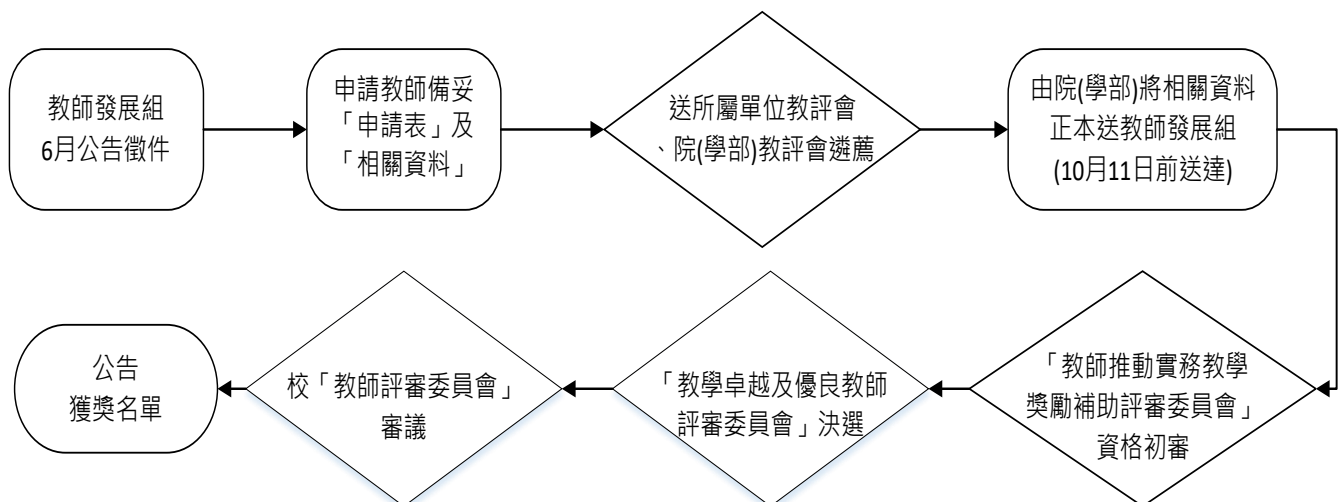 教師發展組
6月公告徵件
申請教師備妥
「申請表」及
「相關資料」
送所屬單位教評會
、院(學部)教評會遴薦
由院(學部)將相關資料
正本送教師發展組
(10月11日前送達)
「教師推動實務教學
獎勵補助評審委員會」
資格初審
「教學卓越及優良教師
評審委員會」決選
校「教師評審委員會」
審議
公告
獲獎名單